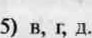 5) в, г, д.